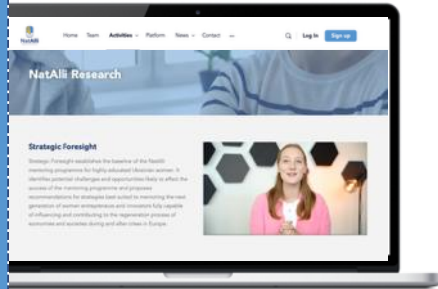 NatAlli
Home Team Activities Platform News Contact
Log In Sign up
NatAlli Research
Strategic Foresight
Strategic Foresight establishes the baseline of the NatAlli
mentoring programme for highly educated Ukrainian women. It
identifies potential challenges and opportunities likely to affect the
success of the mentoring programme and proposes
recommendations for strategies best suited to mentoring the next
generation of women entrepreneurs and innovators fully capable
of influencing and contributing to the regeneration process of
economies and societies during and after crises in Europe.